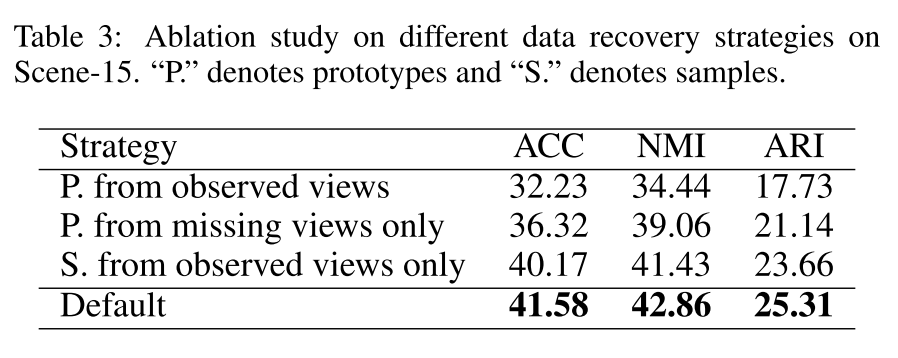 Table 3: Ablation study on different data recovery strategies on
Scene-15. “P.” denotes prototypes and “S.” denotes samples.
Strategy ACC NMI ARI
P. from observed views 32.23 34.44 17.73
P. from missing views only 36.32 39.06 21.14
S. from observed views only 40.17 41.43 23.66
Default 41.58 42.86 25.31